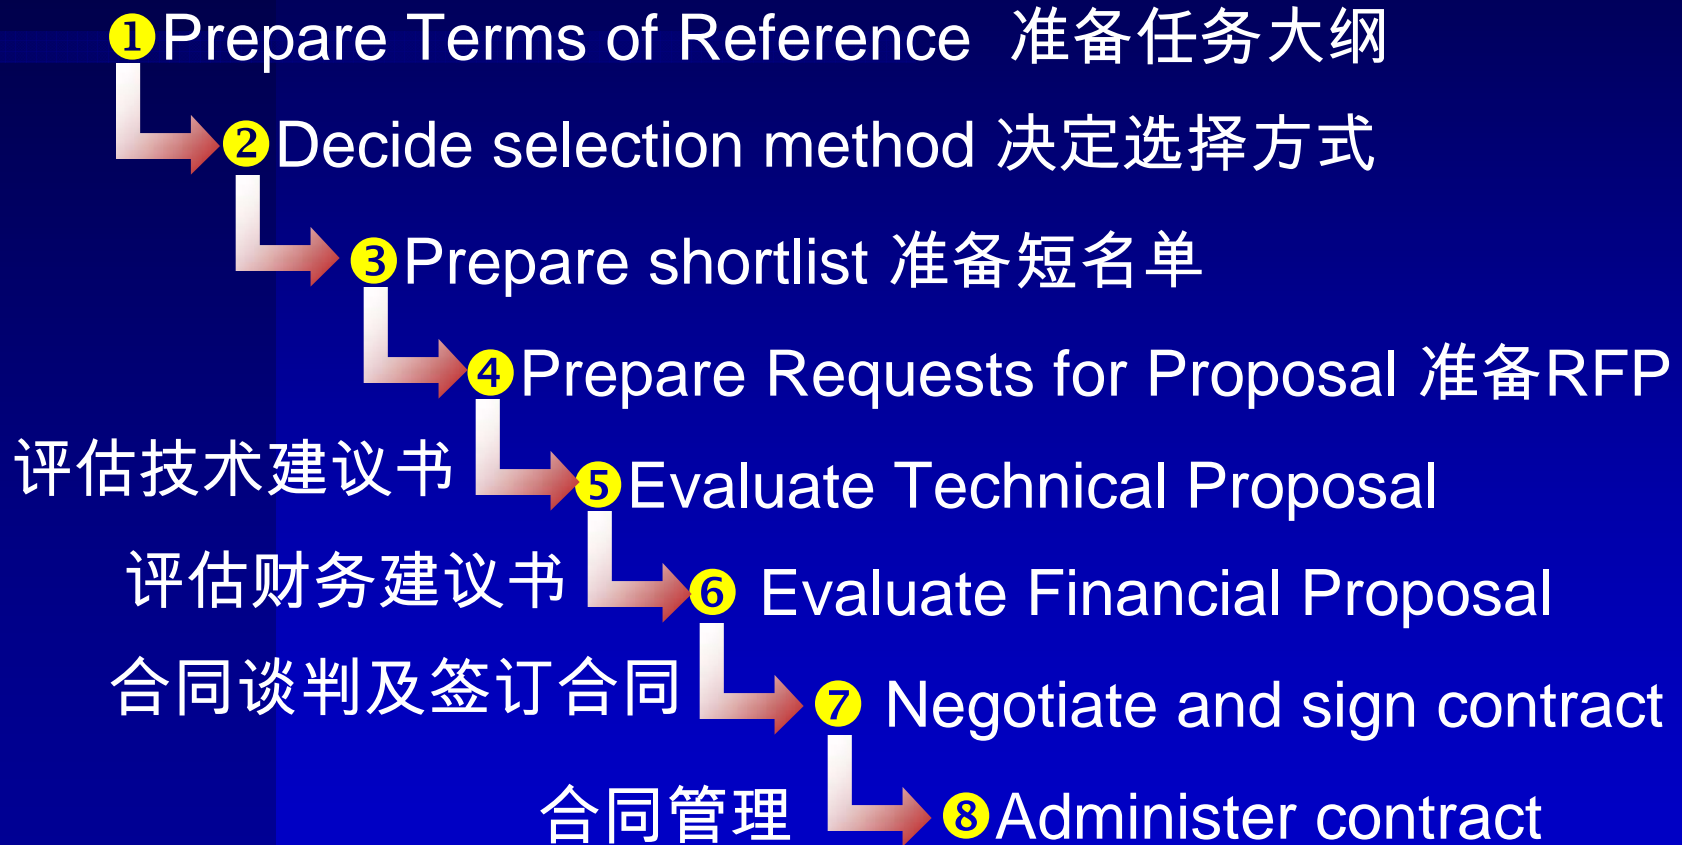 ❶Prepare Terms of Reference 准备任务大纲
❷Decide selection method 决定选择方式
❸Prepare shortlist 准备短名单
❹Prepare Requests for Proposal 准备RFP
评估技术建议书 ❺Evaluate Technical Proposal
评估财务建议书 ❻ Evaluate Financial Proposal
合同谈判及签订合同 ❼ Negotiate and sign contract
合同管理 ❽Administer contract